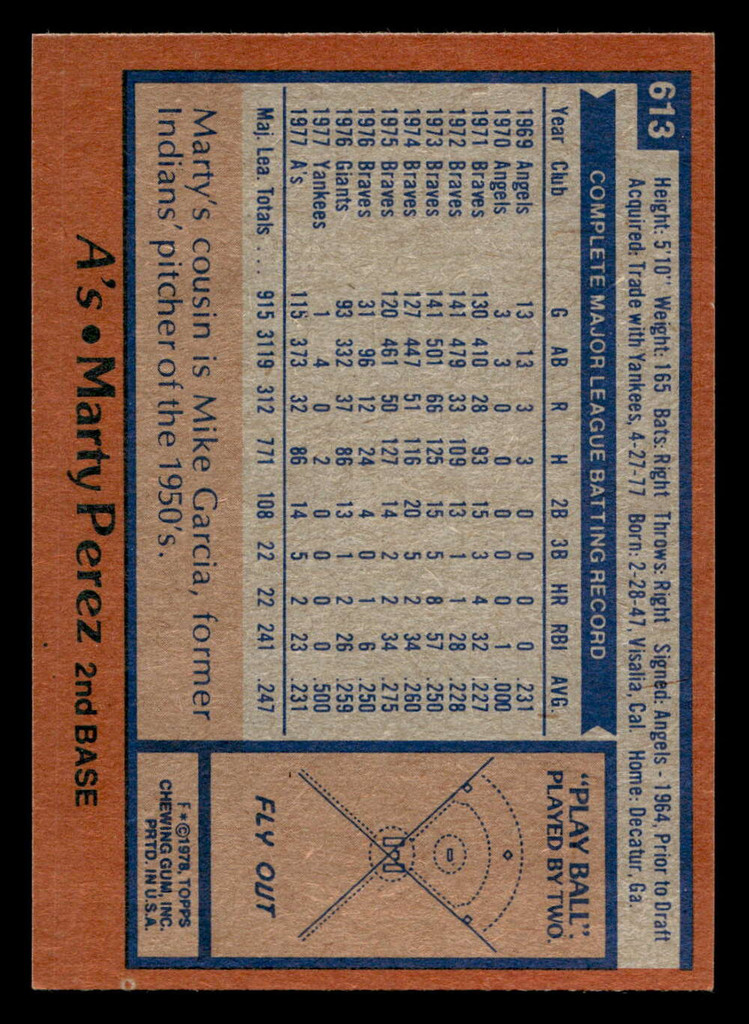 613
Height: 5'10" Weight: 165 Bats: Right Throws: Right Signed: Angels - 1964, Prior to Draft
Acquired: Trade with Yankees, 4-27-77 Born: 2-28-47, Visalia, Cal. Home: Decatur, Ga.
COMPLETE MAJOR LEAGUE BATTING RECORD
Year Club G AB R H 2B 3B HR RBI AVG
1969 Angels 13 13 3 3 0 0 0 0 .231
1970 Angels 3 3 0 0 0 0 0 1 .000
1971 Braves 130 410 28 93 15 3 4 32 .227
1972 Braves 141 479 33 109 13 1 1 28 .228
1973 Braves 141 501 66 125 15 5 8 57 .250
1974 Braves 127 447 51 116 20 5 2 34 .260
1975 Braves 120 461 50 127 14 2 2 34 .275
1976 Braves 31 96 12 24 4 0 1 6 .250
1976 Giants 93 332 37 86 13 1 2 26 .259
1977 Yankees 1 4 0 2 0 0 0 0 .500
1977 A's 115 373 32 86 14 5 2 23 .231
Maj. Lea. Totals . . . 915 3119 312 771 108 22 22 241 .247
Marty's cousin is Mike Garcia, former
Indians' pitcher of the 1950's.
"PLAY BALL":
PLAYED BY TWO.
FLY OUT
F*©1978, TOPPS
CHEWING GUM, INC.
PRTD. IN U.S.A.
A's • Marty Perez 2nd BASE